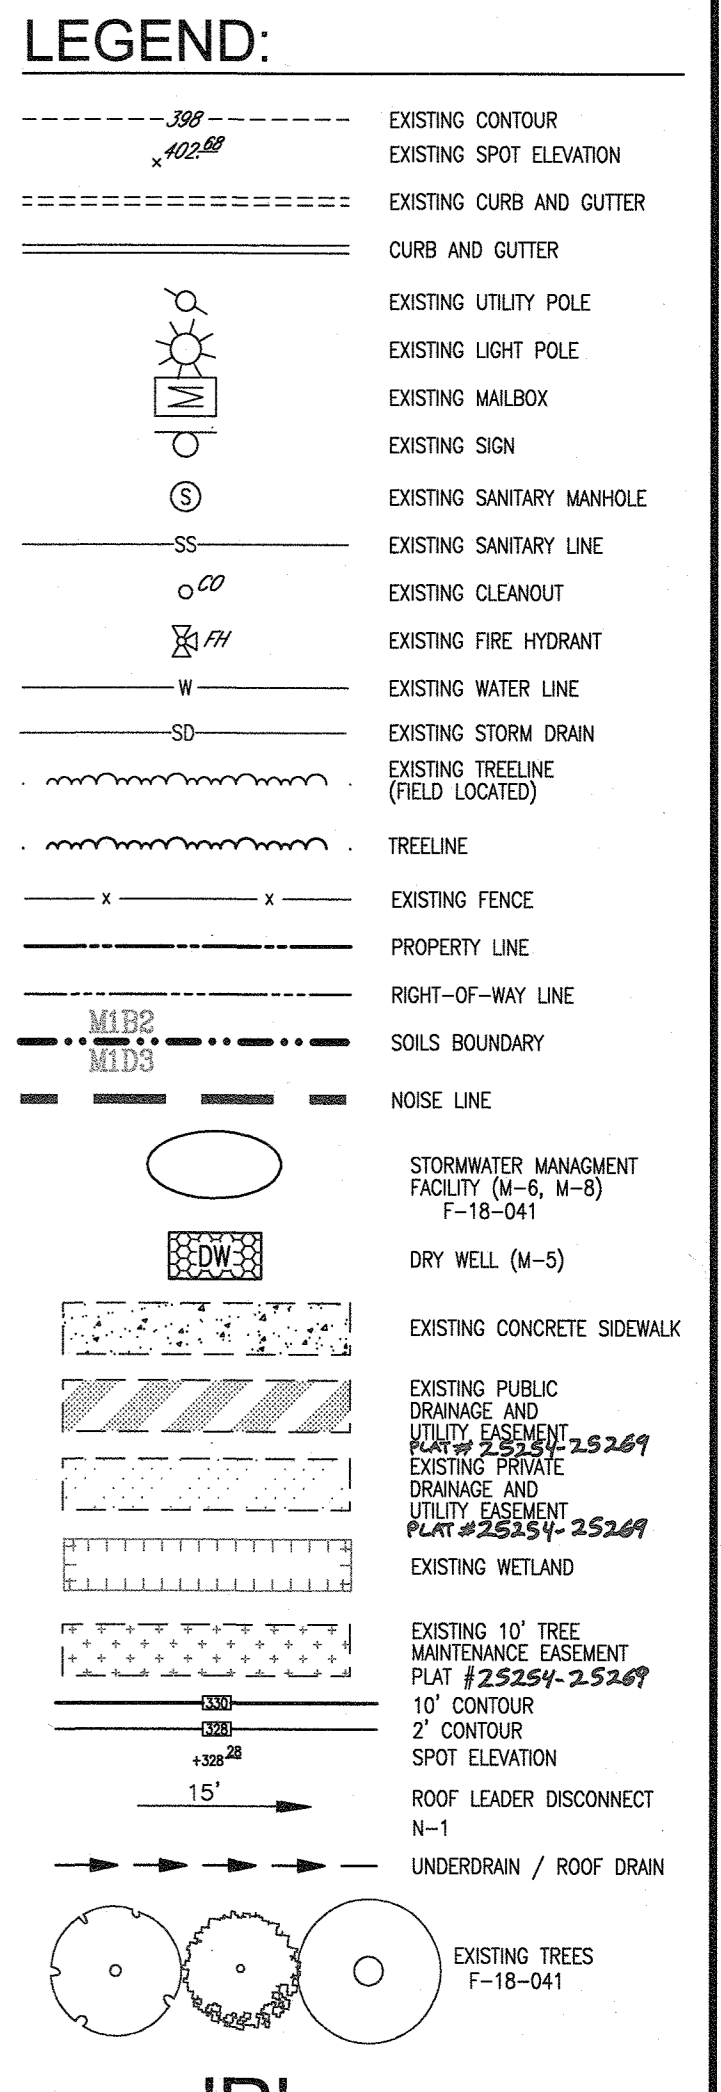 LEGEND:
398 EXISTING CONTOUR
x 402.68 EXISTING SPOT ELEVATION
EXISTING CURB AND GUTTER
CURB AND GUTTER
EXISTING UTILITY POLE
EXISTING LIGHT POLE
M EXISTING MAILBOX
EXISTING SIGN
S EXISTING SANITARY MANHOLE
SS EXISTING SANITARY LINE
CO EXISTING CLEANOUT
FH EXISTING FIRE HYDRANT
W EXISTING WATER LINE
SD EXISTING STORM DRAIN
EXISTING TREELINE
(FIELD LOCATED)
TREELINE
x x EXISTING FENCE
PROPERTY LINE
RIGHT-OF-WAY LINE
M1B2
SOILS BOUNDARY
M1D3
NOISE LINE
STORMWATER MANAGMENT
FACILITY (M-6, M-8)
F-18-041
DW DRY WELL (M-5)
EXISTING CONCRETE SIDEWALK
EXISTING PUBLIC
DRAINAGE AND
UTILITY EASEMENT
PLAT # 25254-25269
EXISTING PRIVATE
DRAINAGE AND
UTILITY EASEMENT
PLAT #25254-25269
EXISTING WETLAND
EXISTING 10' TREE
MAINTENANCE EASEMENT
PLAT #25254-25269
330 10' CONTOUR
328 2' CONTOUR
+328.28 SPOT ELEVATION
15' ROOF LEADER DISCONNECT
N-1
UNDERDRAIN / ROOF DRAIN
EXISTING TREES
F-18-041